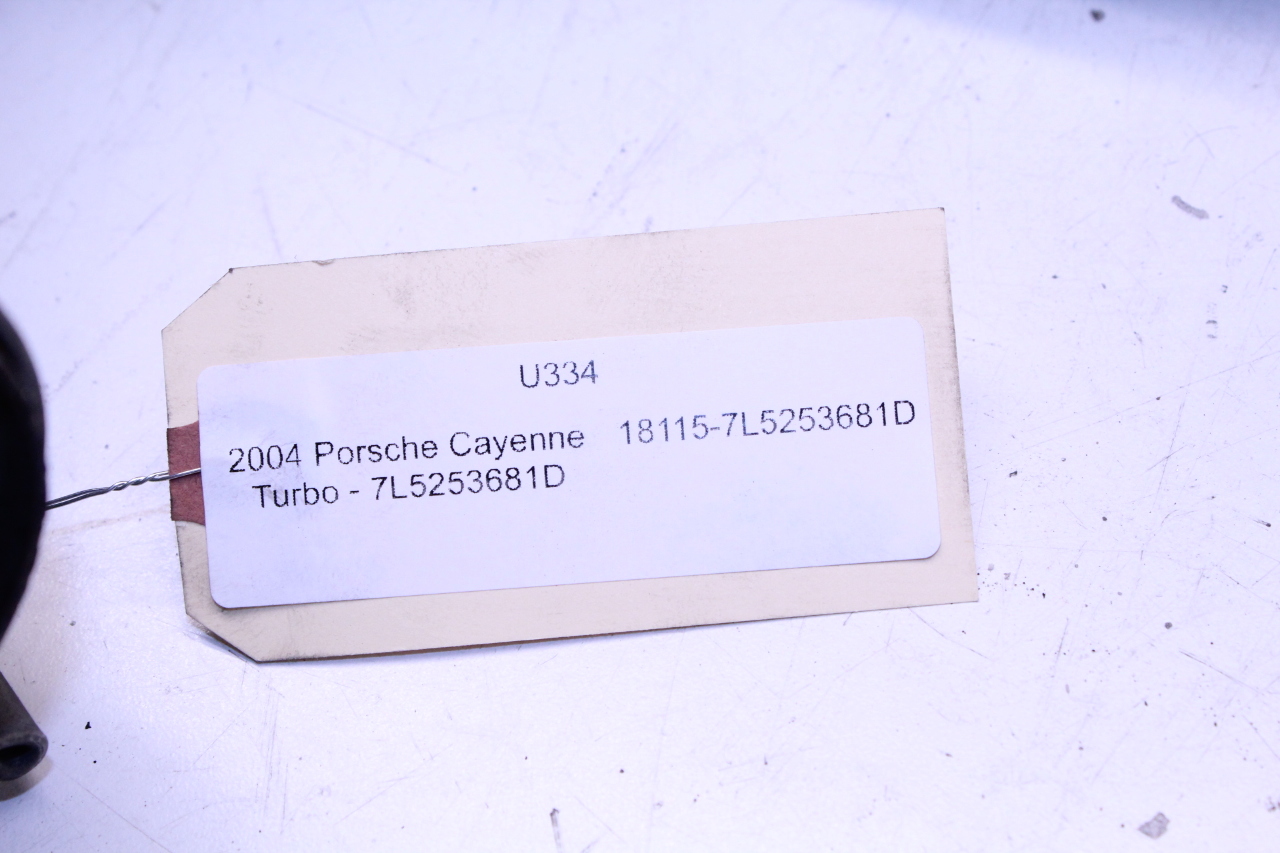 U334
2004 Porsche Cayenne 18115-7L5253681D
Turbo - 7L5253681D